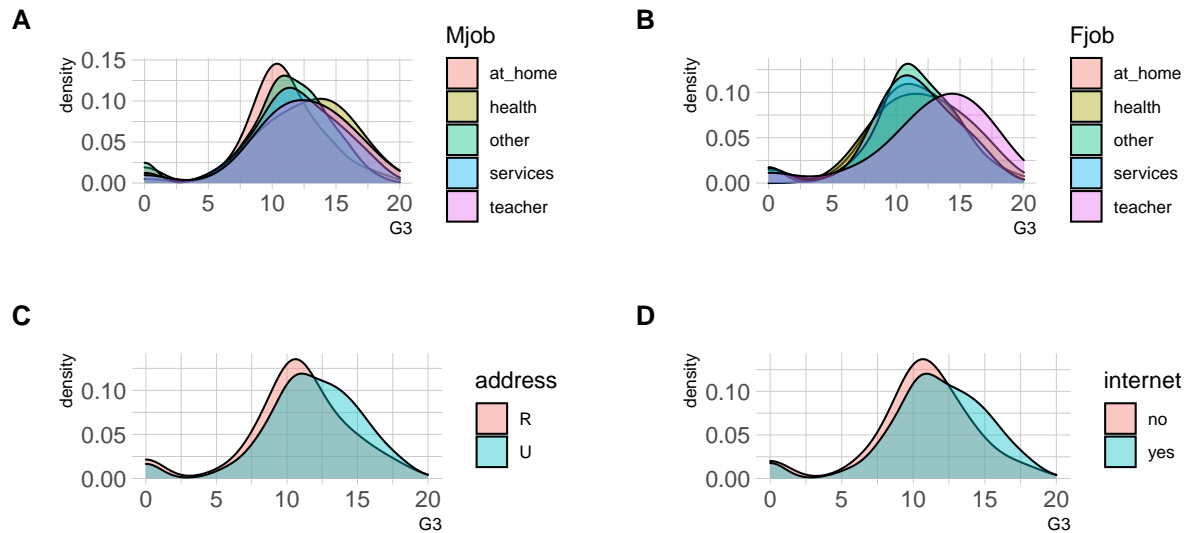 A
Mjob
density
0.15
0.10
0.05
0.00
0 5 10 15 20
G3
at_home
health
other
services
teacher
B
Fjob
density
0.10
0.05
0.00
0 5 10 15 20
G3
at_home
health
other
services
teacher
C
address
density
0.10
0.05
0.00
0 5 10 15 20
G3
R
U
D
internet
density
0.10
0.05
0.00
0 5 10 15 20
G3
no
yes